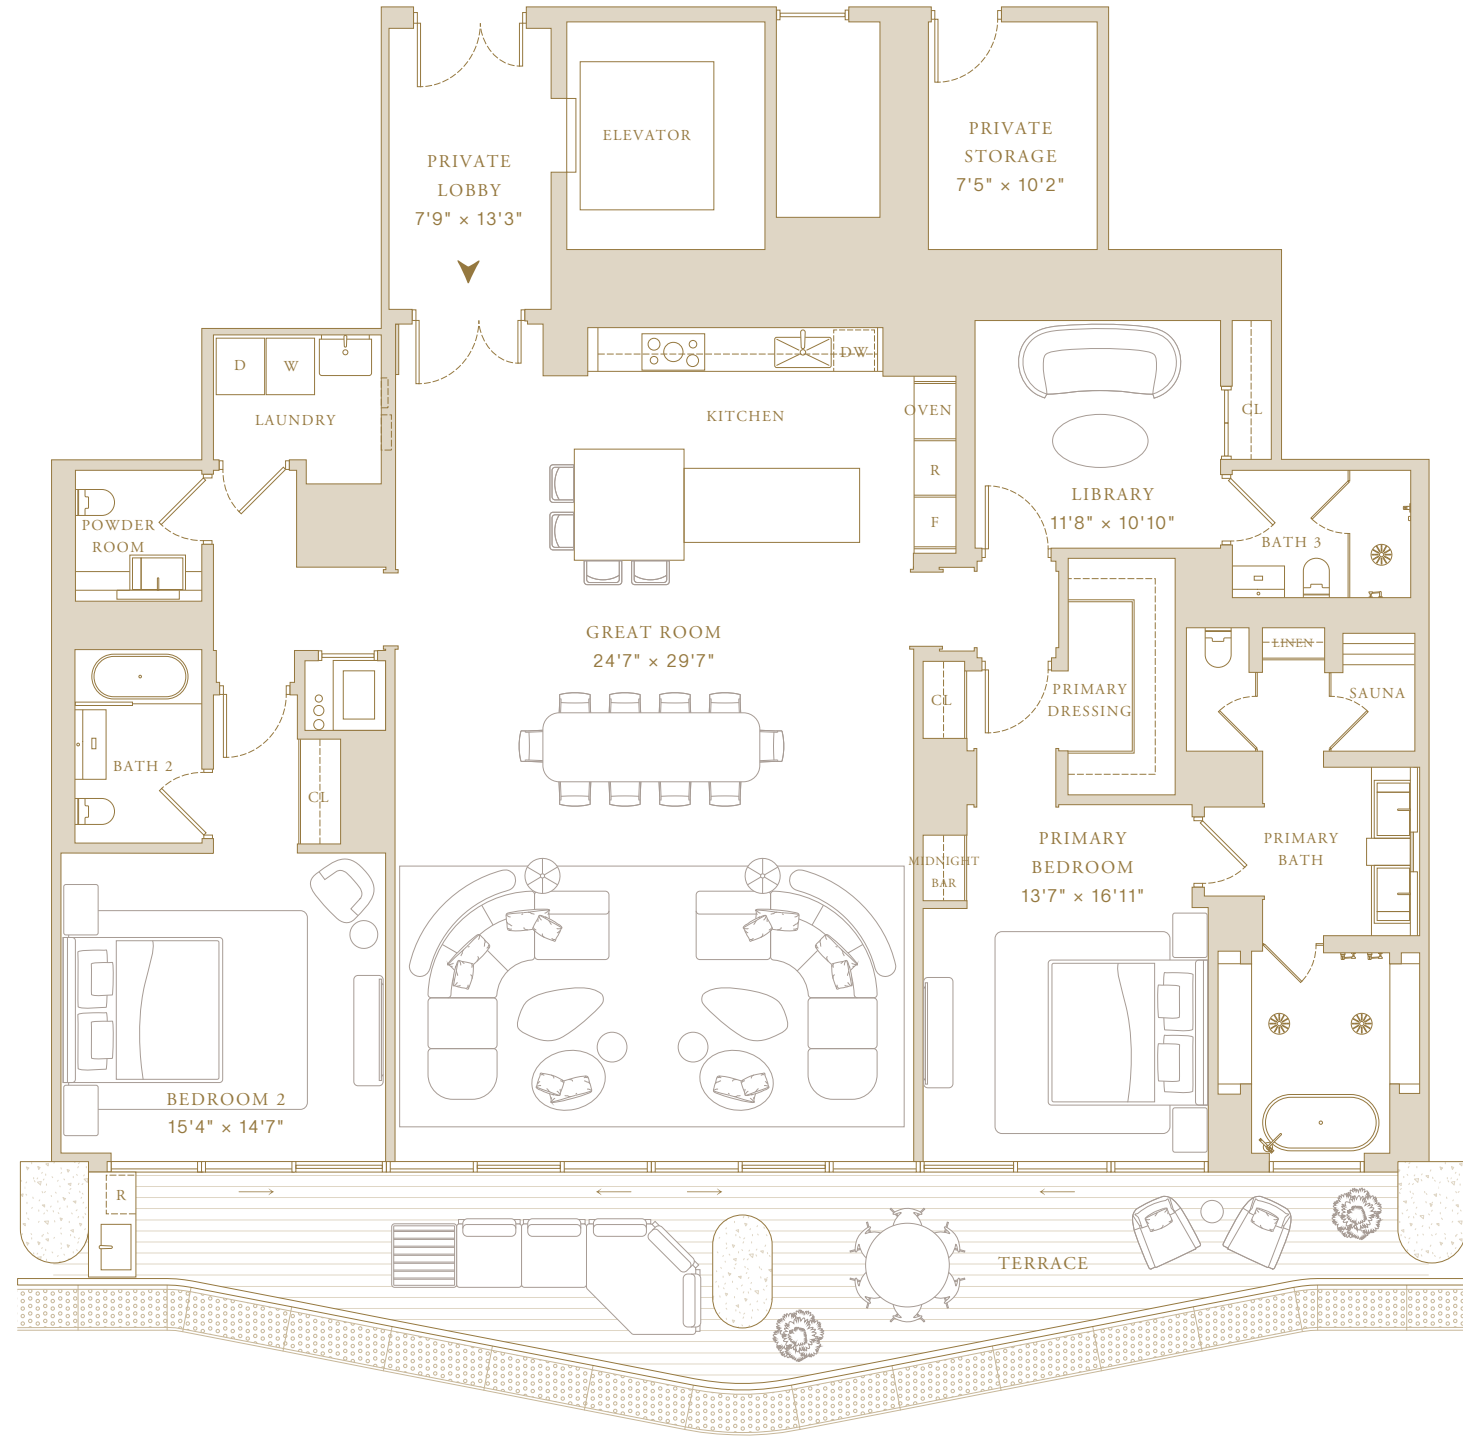 ELEVATOR
PRIVATE
LOBBY
7'9" × 13'3"
PRIVATE
STORAGE
7'5" × 10'2"
D
W
LAUNDRY
DW
KITCHEN
OVEN
R
F
CL
LIBRARY
11'8" × 10'10"
BATH 3
POWDER
ROOM
GREAT ROOM
24'7" × 29'7"
LINEN
SAUNA
CL
PRIMARY
DRESSING
BATH 2
CL
MIDNIGHT
BAR
PRIMARY
BEDROOM
13'7" × 16'11"
PRIMARY
BATH
BEDROOM 2
15'4" × 14'7"
R
TERRACE